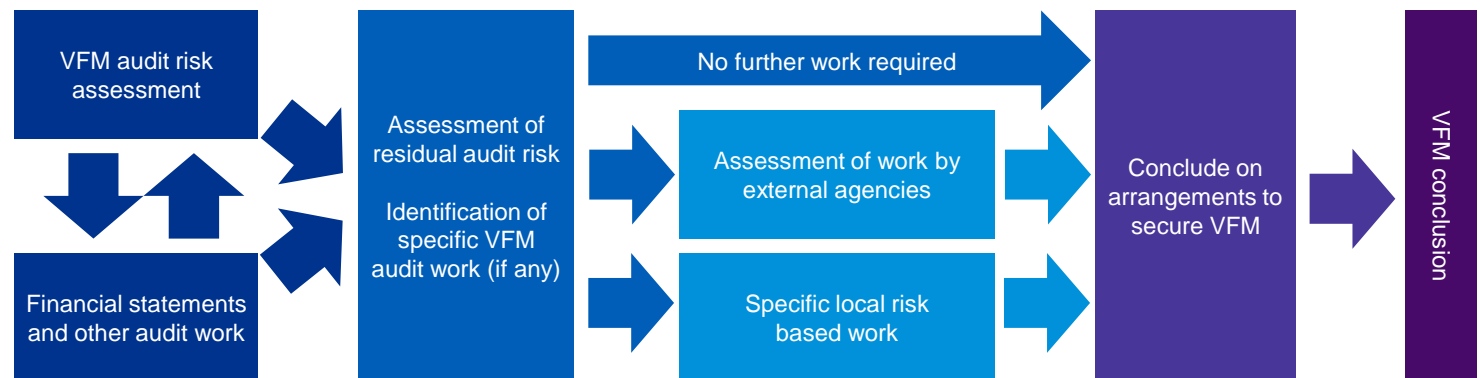 VFM audit risk
assessment
Financial statements
and other audit work
Assessment of
residual audit risk
Identification of
specific VFM
audit work (if any)
No further work required
Assessment of work by
external agencies
Specific local risk
based work
Conclude on
arrangements to
secure VFM
VFM conclusion